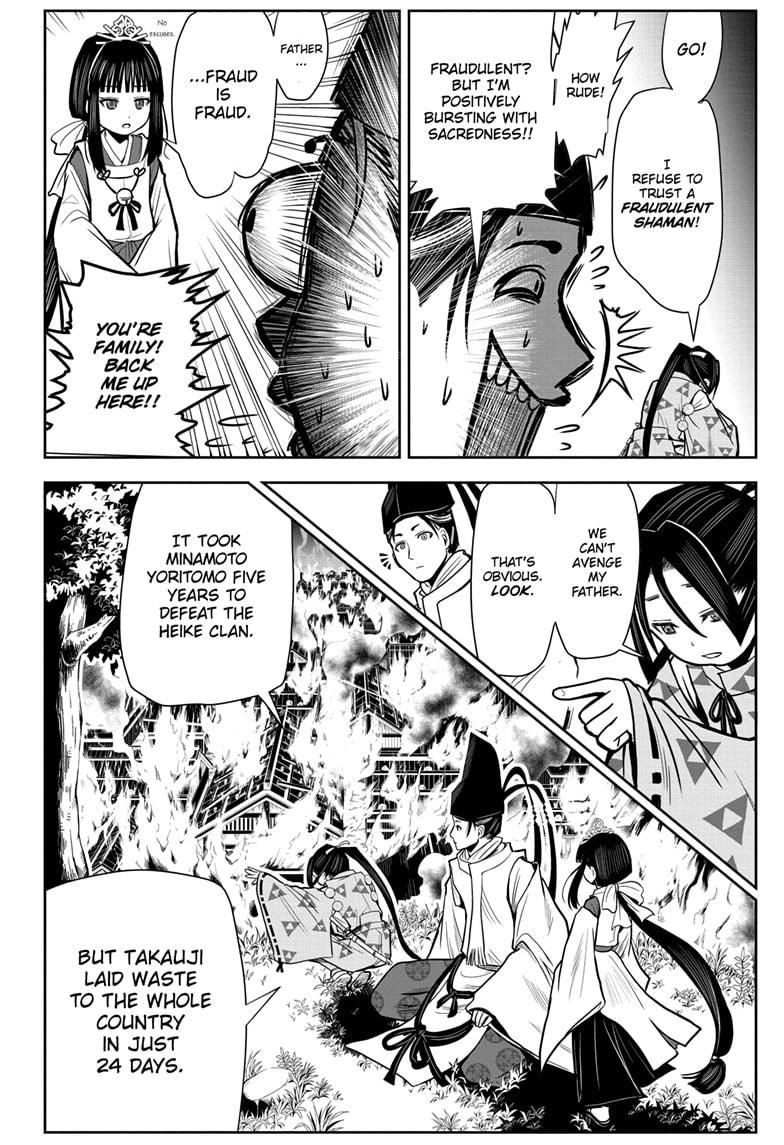 GO!
I
REFUSE TO
TRUST A
FRAUDULENT
SHAMAN!
HOW
RUDE!
FRAUDULENT?
BUT I'M
POSITIVELY
BURSTING WITH
SACREDNESS!!
FATHER
...
...FRAUD
IS
FRAUD.
No
excuses.
YOU'RE
FAMILY!
BACK
ME UP
HERE!!
WE
CAN'T
AVENGE
MY
FATHER.
THAT'S
OBVIOUS.
LOOK.
IT TOOK
MINAMOTO
YORITOMO FIVE
YEARS TO
DEFEAT THE
HEIKE CLAN.
BUT TAKAUJI
LAID WASTE
TO THE WHOLE
COUNTRY
IN JUST
24 DAYS.